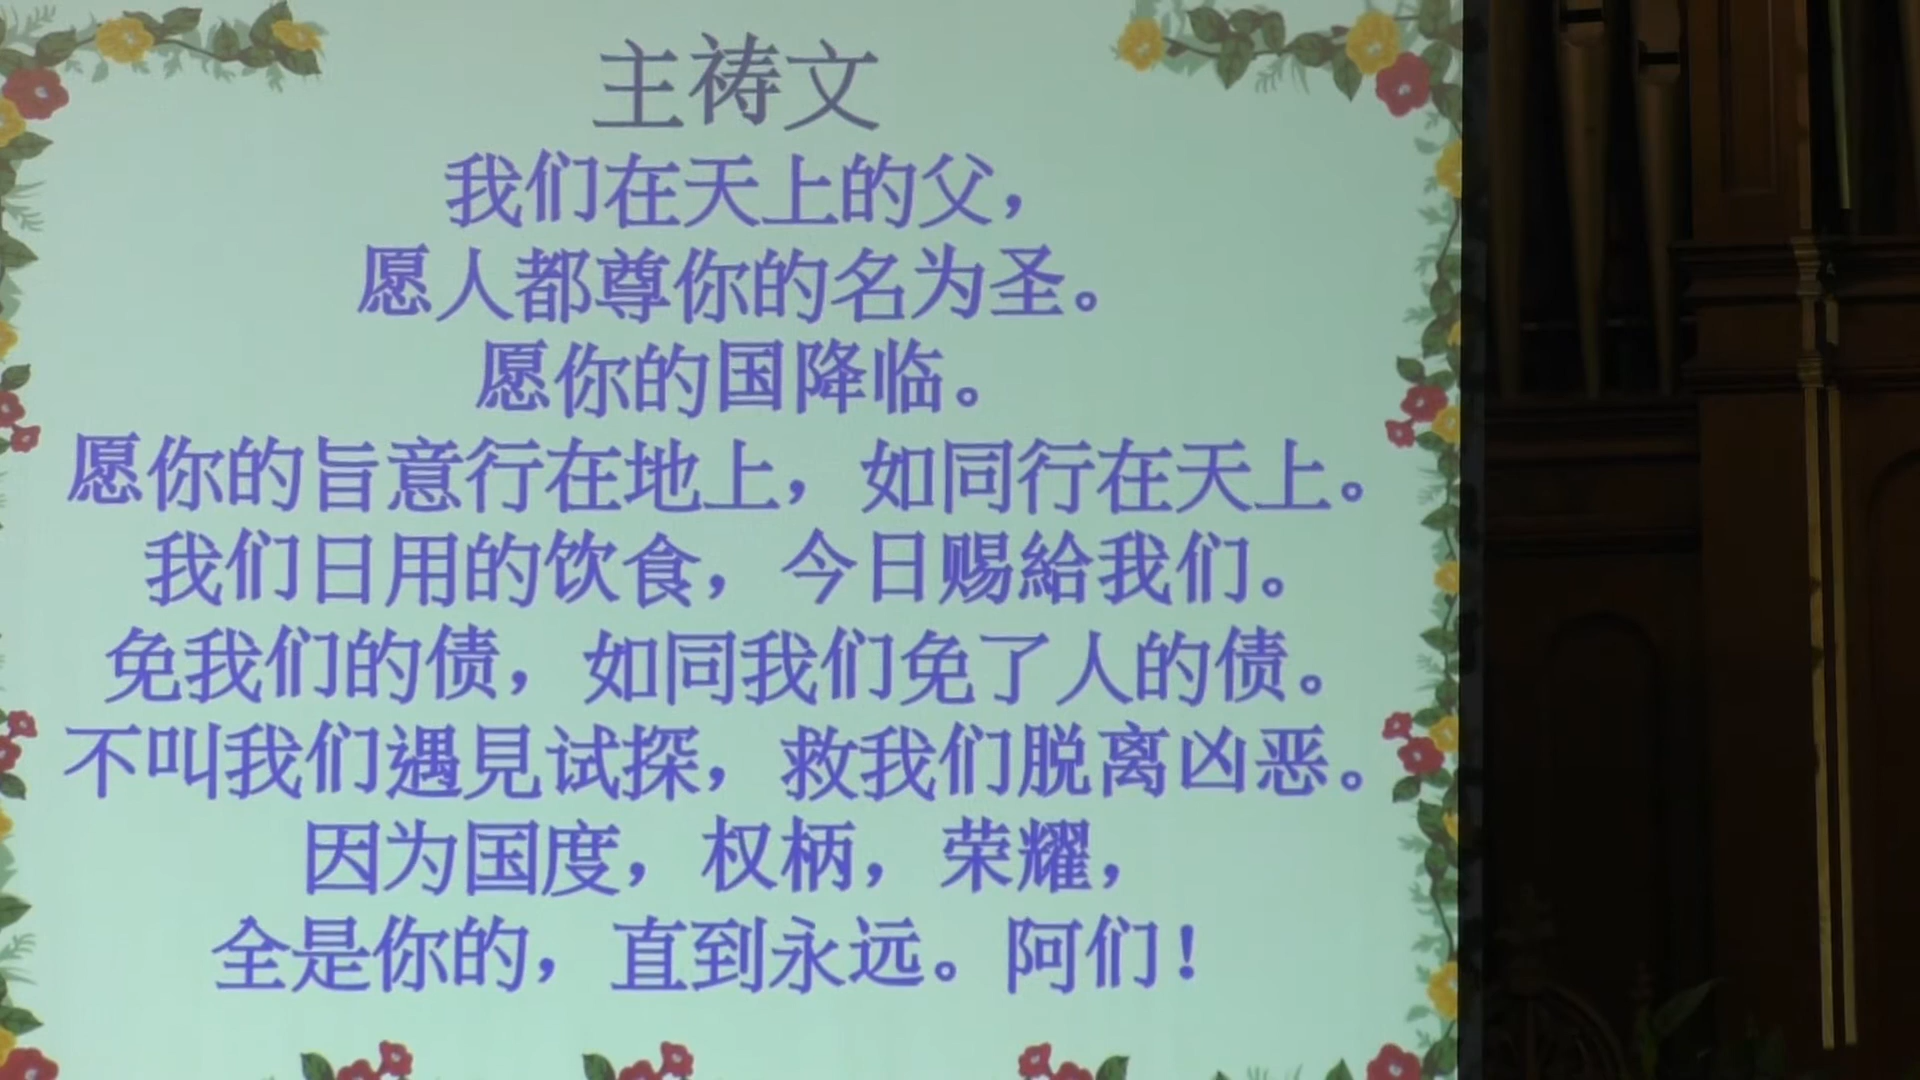 主祷文
我们在天上的父，
愿人都尊你的名为圣。
愿你的国降临。
愿你的旨意行在地上，如同行在天上。
我们日用的饮食，今日赐給我们。
免我们的债，如同我们免了人的债。
不叫我们遇見试探，救我们脱离凶恶。
因为国度，权柄，荣耀，
全是你的，直到永远。阿们！